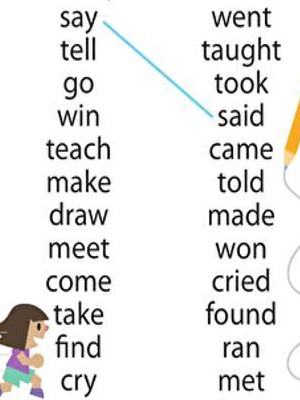 say went
tell taught
go took
win said
teach came
make told
draw made
meet won
come cried
take found
find ran
cry met